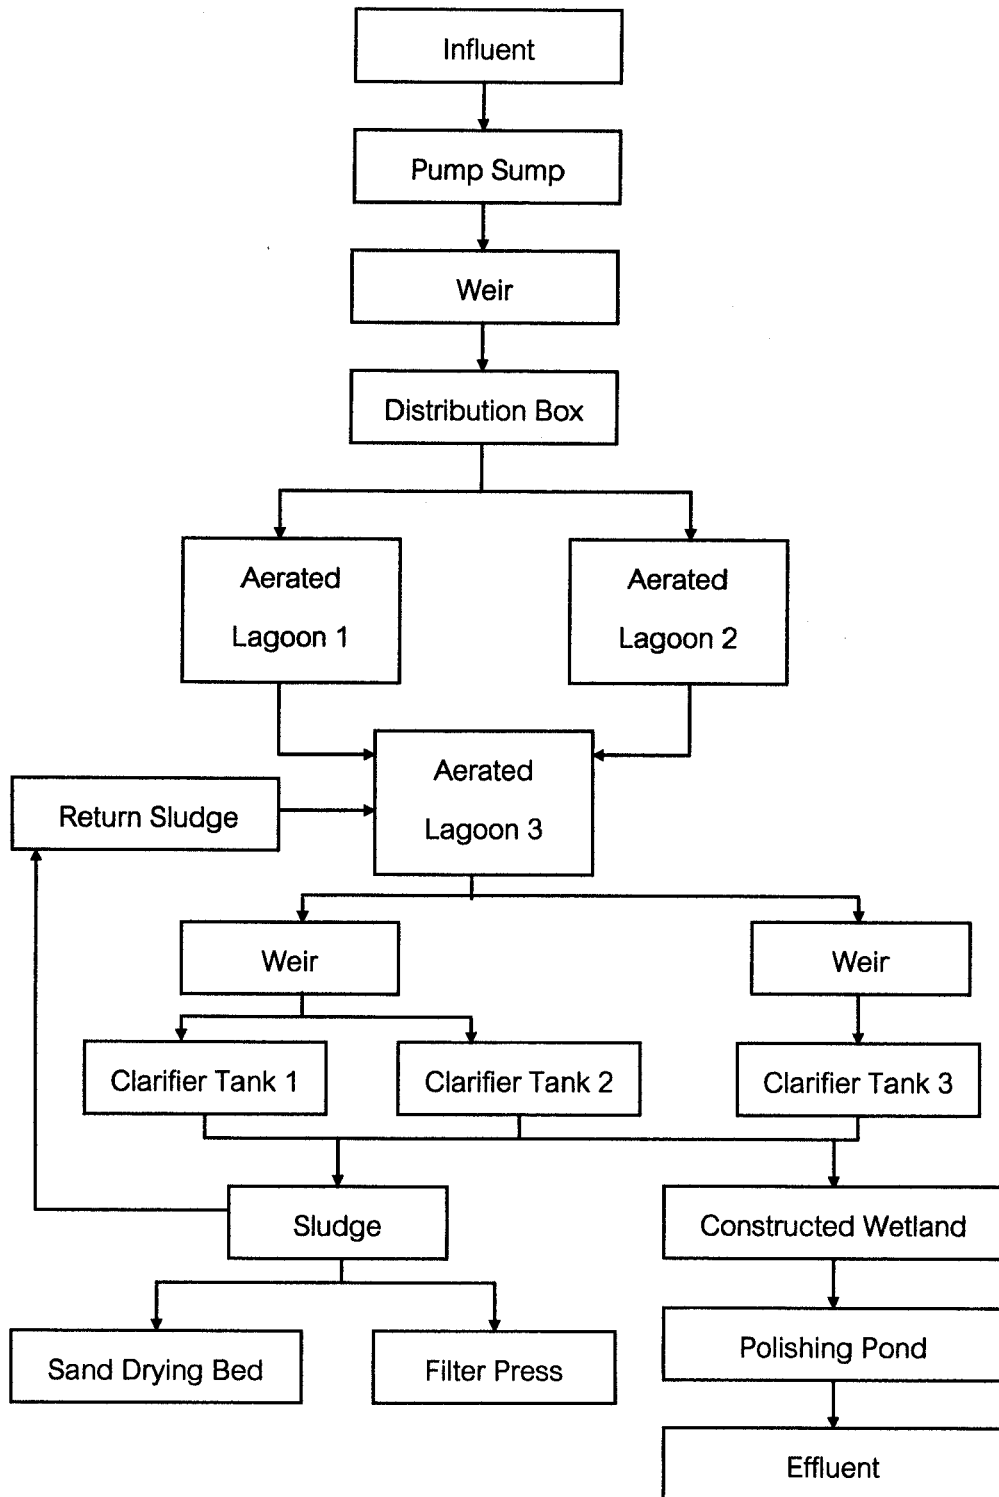 Influent
Pump Sump
Weir
Distribution Box
Aerated
Lagoon 1
Aerated
Lagoon 2
Aerated
Lagoon 3
Return Sludge
Weir
Weir
Clarifier Tank 1
Clarifier Tank 2
Clarifier Tank 3
Sludge
Constructed Wetland
Sand Drying Bed
Filter Press
Polishing Pond
Effluent